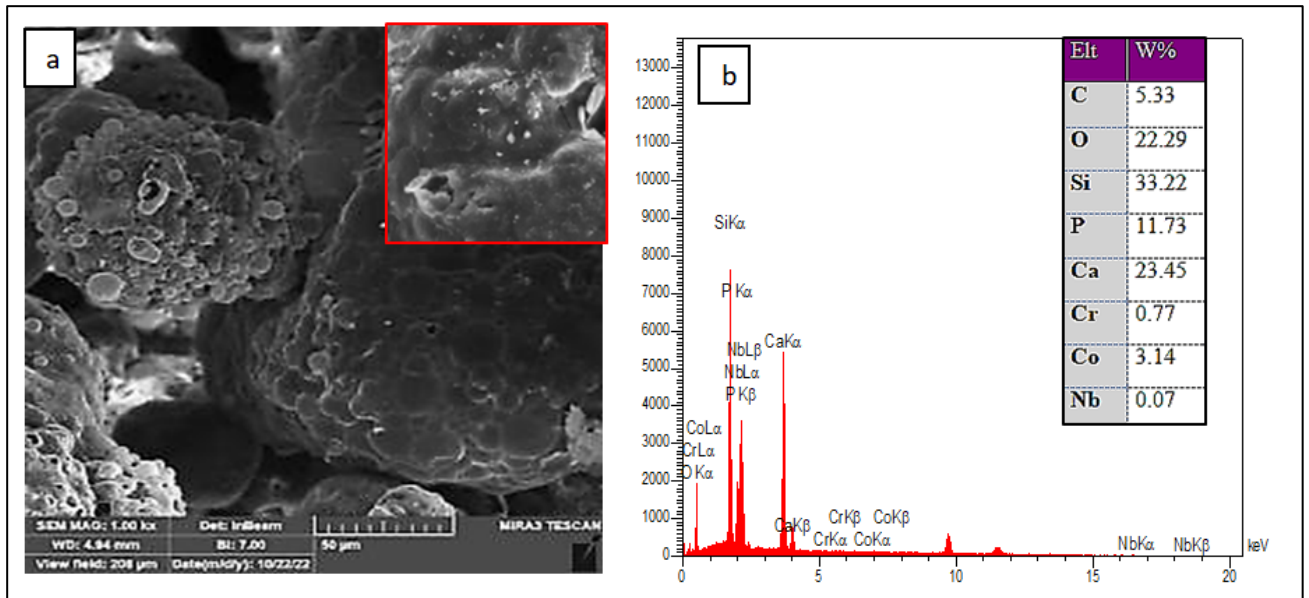 a
SEM MAG: 1.00 kx Det: InBeam MIRA3 TESCAN
WD: 4.94 mm BI: 7.00 50 µm
View field: 208 µm Date(m/d/y): 10/22/22
b
13000
12000
11000
10000
9000
8000
7000
6000
5000
4000
3000
2000
1000
0
SiKα
P Kα
NbLβ
NbLα
P Kβ
CaKα
CoLα
CrLα
O Kα
CaKβ
CrKβ CoKβ
CrKα CoKα
NbKα NbKβ
0 5 10 15 20 keV
Elt W%
C 5.33
O 22.29
Si 33.22
P 11.73
Ca 23.45
Cr 0.77
Co 3.14
Nb 0.07